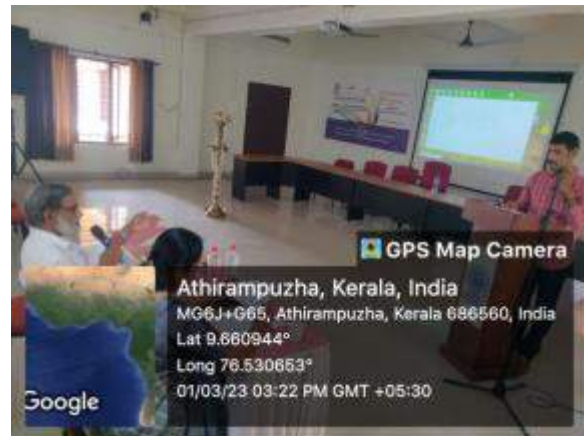 GPS Map Camera
Athirampuzha, Kerala, India
MG6J+G65, Athirampuzha, Kerala 686560, India
Lat 9.660944°
Long 76.530653°
01/03/23 03:22 PM GMT +05:30
Google